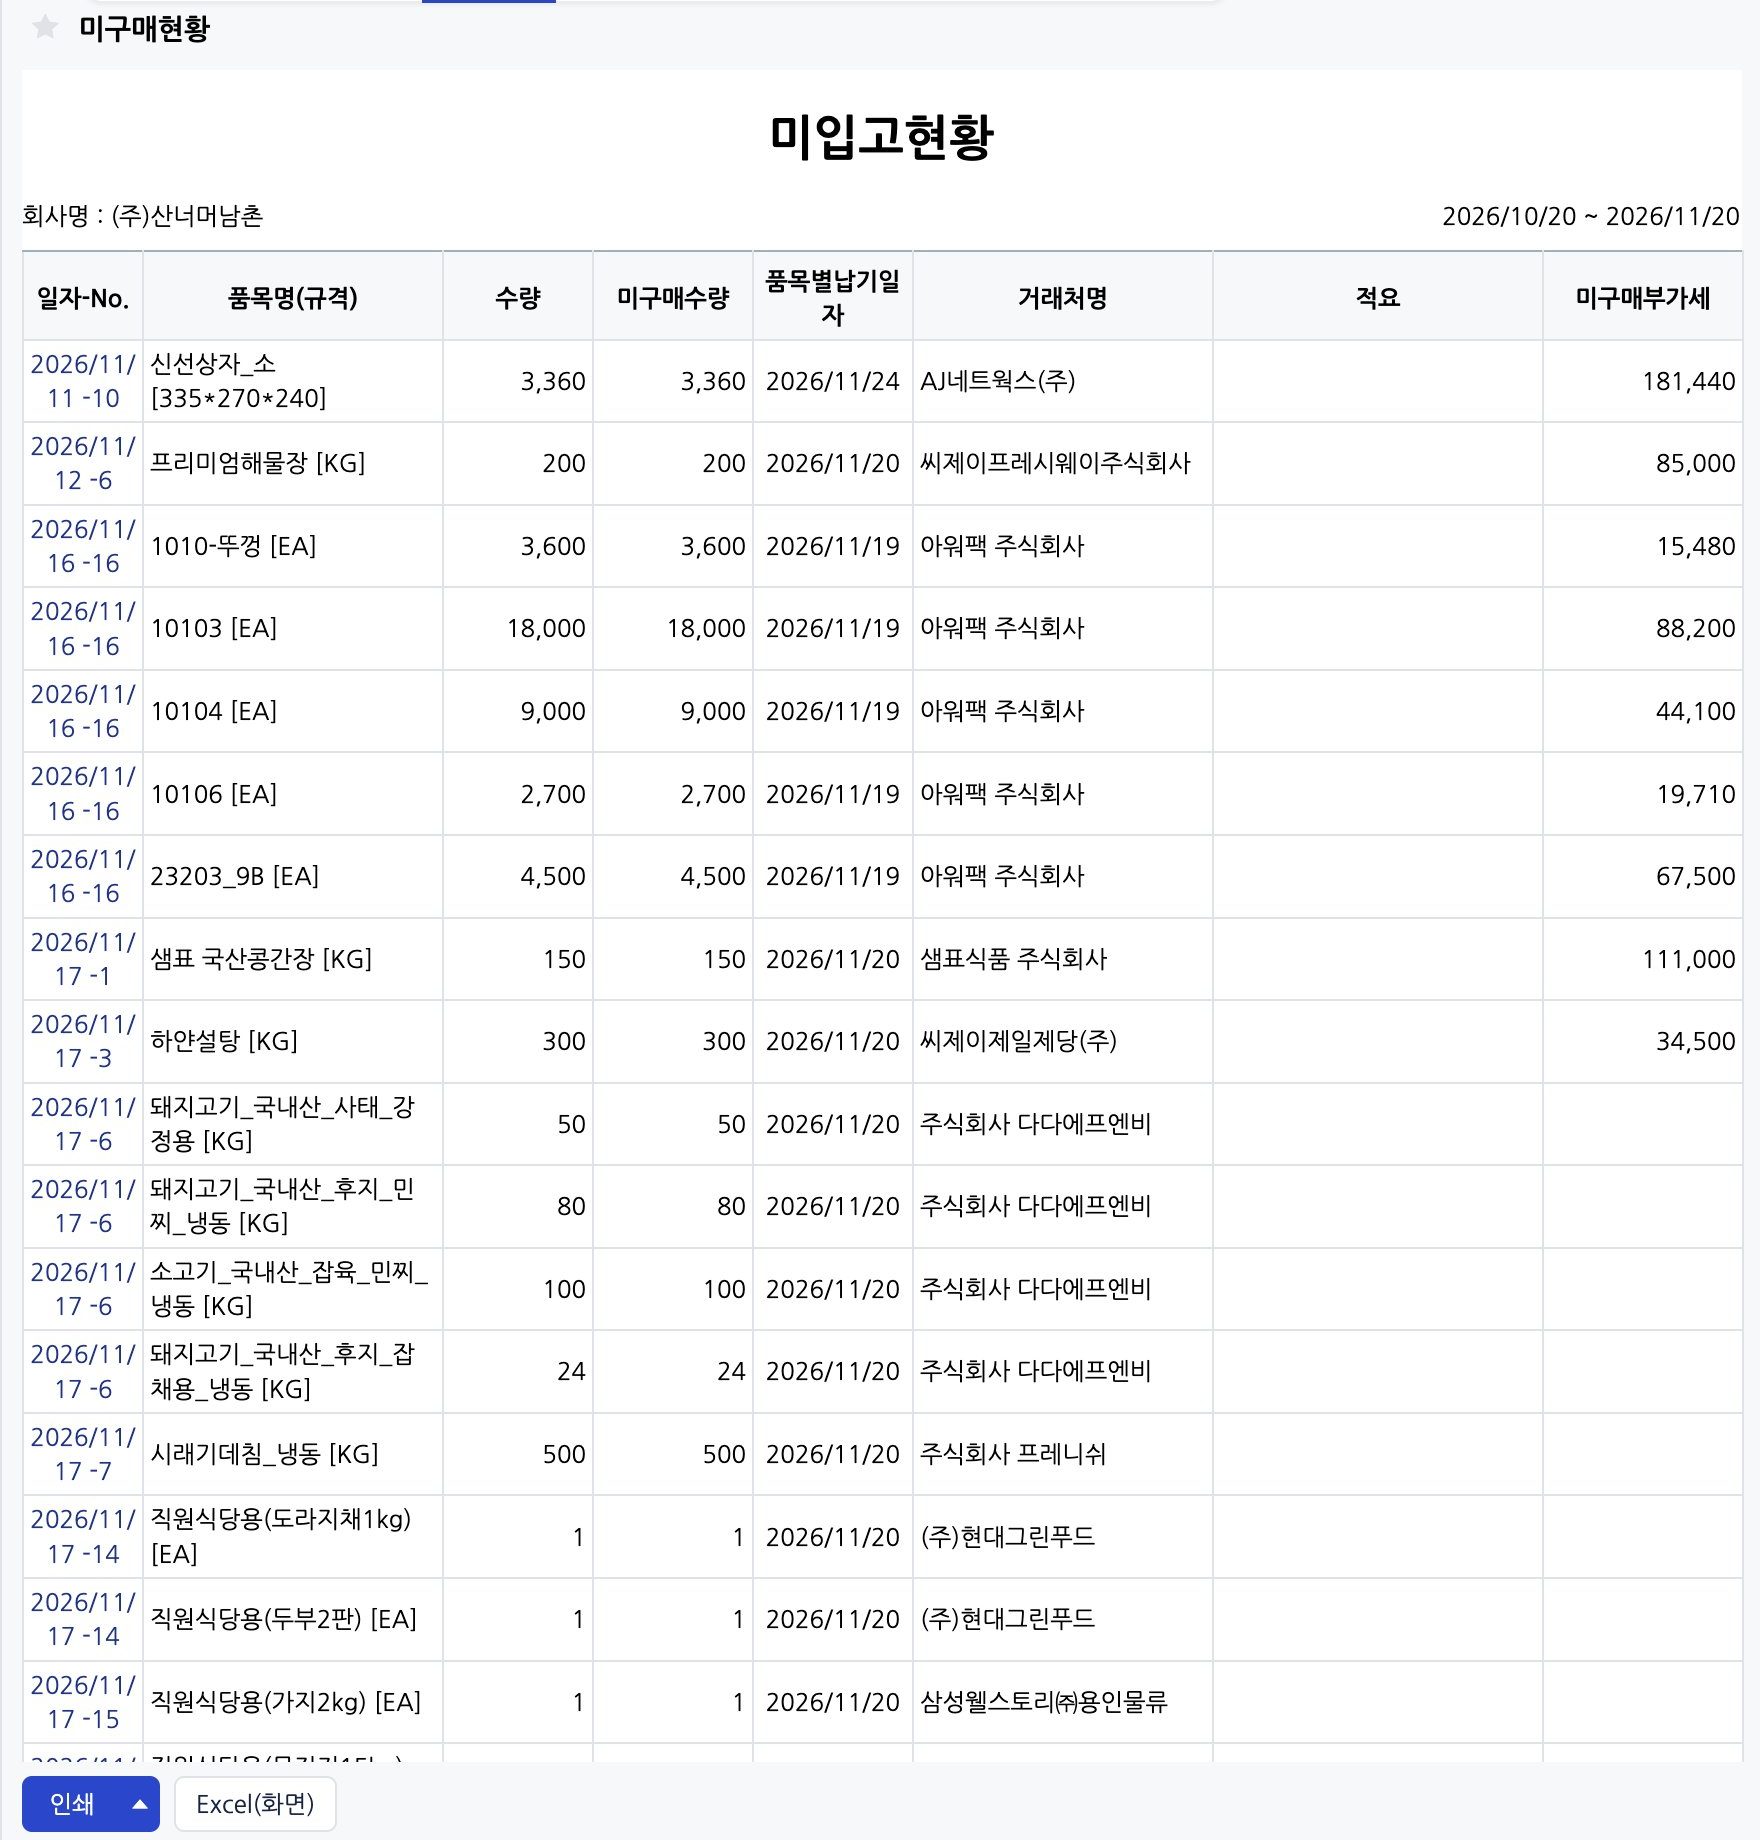 미구매현황
미입고현황
회사명 : (주)산너머남촌
2026/10/20 ~ 2026/11/20
일자-No. 품목명(규격) 수량 미구매수량 품목별납기일자 거래처명 적요 미구매부가세
2026/11/11 -10 신선상자_소 [335*270*240] 3,360 3,360 2026/11/24 AJ네트웍스(주) 181,440
2026/11/12 -6 프리미엄해물장 [KG] 200 200 2026/11/20 씨제이프레시웨이주식회사 85,000
2026/11/16 -16 1010-뚜껑 [EA] 3,600 3,600 2026/11/19 아워팩 주식회사 15,480
2026/11/16 -16 10103 [EA] 18,000 18,000 2026/11/19 아워팩 주식회사 88,200
2026/11/16 -16 10104 [EA] 9,000 9,000 2026/11/19 아워팩 주식회사 44,100
2026/11/16 -16 10106 [EA] 2,700 2,700 2026/11/19 아워팩 주식회사 19,710
2026/11/16 -16 23203_9B [EA] 4,500 4,500 2026/11/19 아워팩 주식회사 67,500
2026/11/17 -1 샘표 국산콩간장 [KG] 150 150 2026/11/20 샘표식품 주식회사 111,000
2026/11/17 -3 하얀설탕 [KG] 300 300 2026/11/20 씨제이제일제당(주) 34,500
2026/11/17 -6 돼지고기_국내산_사태_강정용 [KG] 50 50 2026/11/20 주식회사 다다에프엔비
2026/11/17 -6 돼지고기_국내산_후지_민찌_냉동 [KG] 80 80 2026/11/20 주식회사 다다에프엔비
2026/11/17 -6 소고기_국내산_잡육_민찌_냉동 [KG] 100 100 2026/11/20 주식회사 다다에프엔비
2026/11/17 -6 돼지고기_국내산_후지_잡채용_냉동 [KG] 24 24 2026/11/20 주식회사 다다에프엔비
2026/11/17 -7 시래기데침_냉동 [KG] 500 500 2026/11/20 주식회사 프레니쉬
2026/11/17 -14 직원식당용(도라지채1kg) [EA] 1 1 2026/11/20 (주)현대그린푸드
2026/11/17 -14 직원식당용(두부2판) [EA] 1 1 2026/11/20 (주)현대그린푸드
2026/11/17 -15 직원식당용(가지2kg) [EA] 1 1 2026/11/20 삼성웰스토리㈜용인물류
인쇄 Excel(화면)